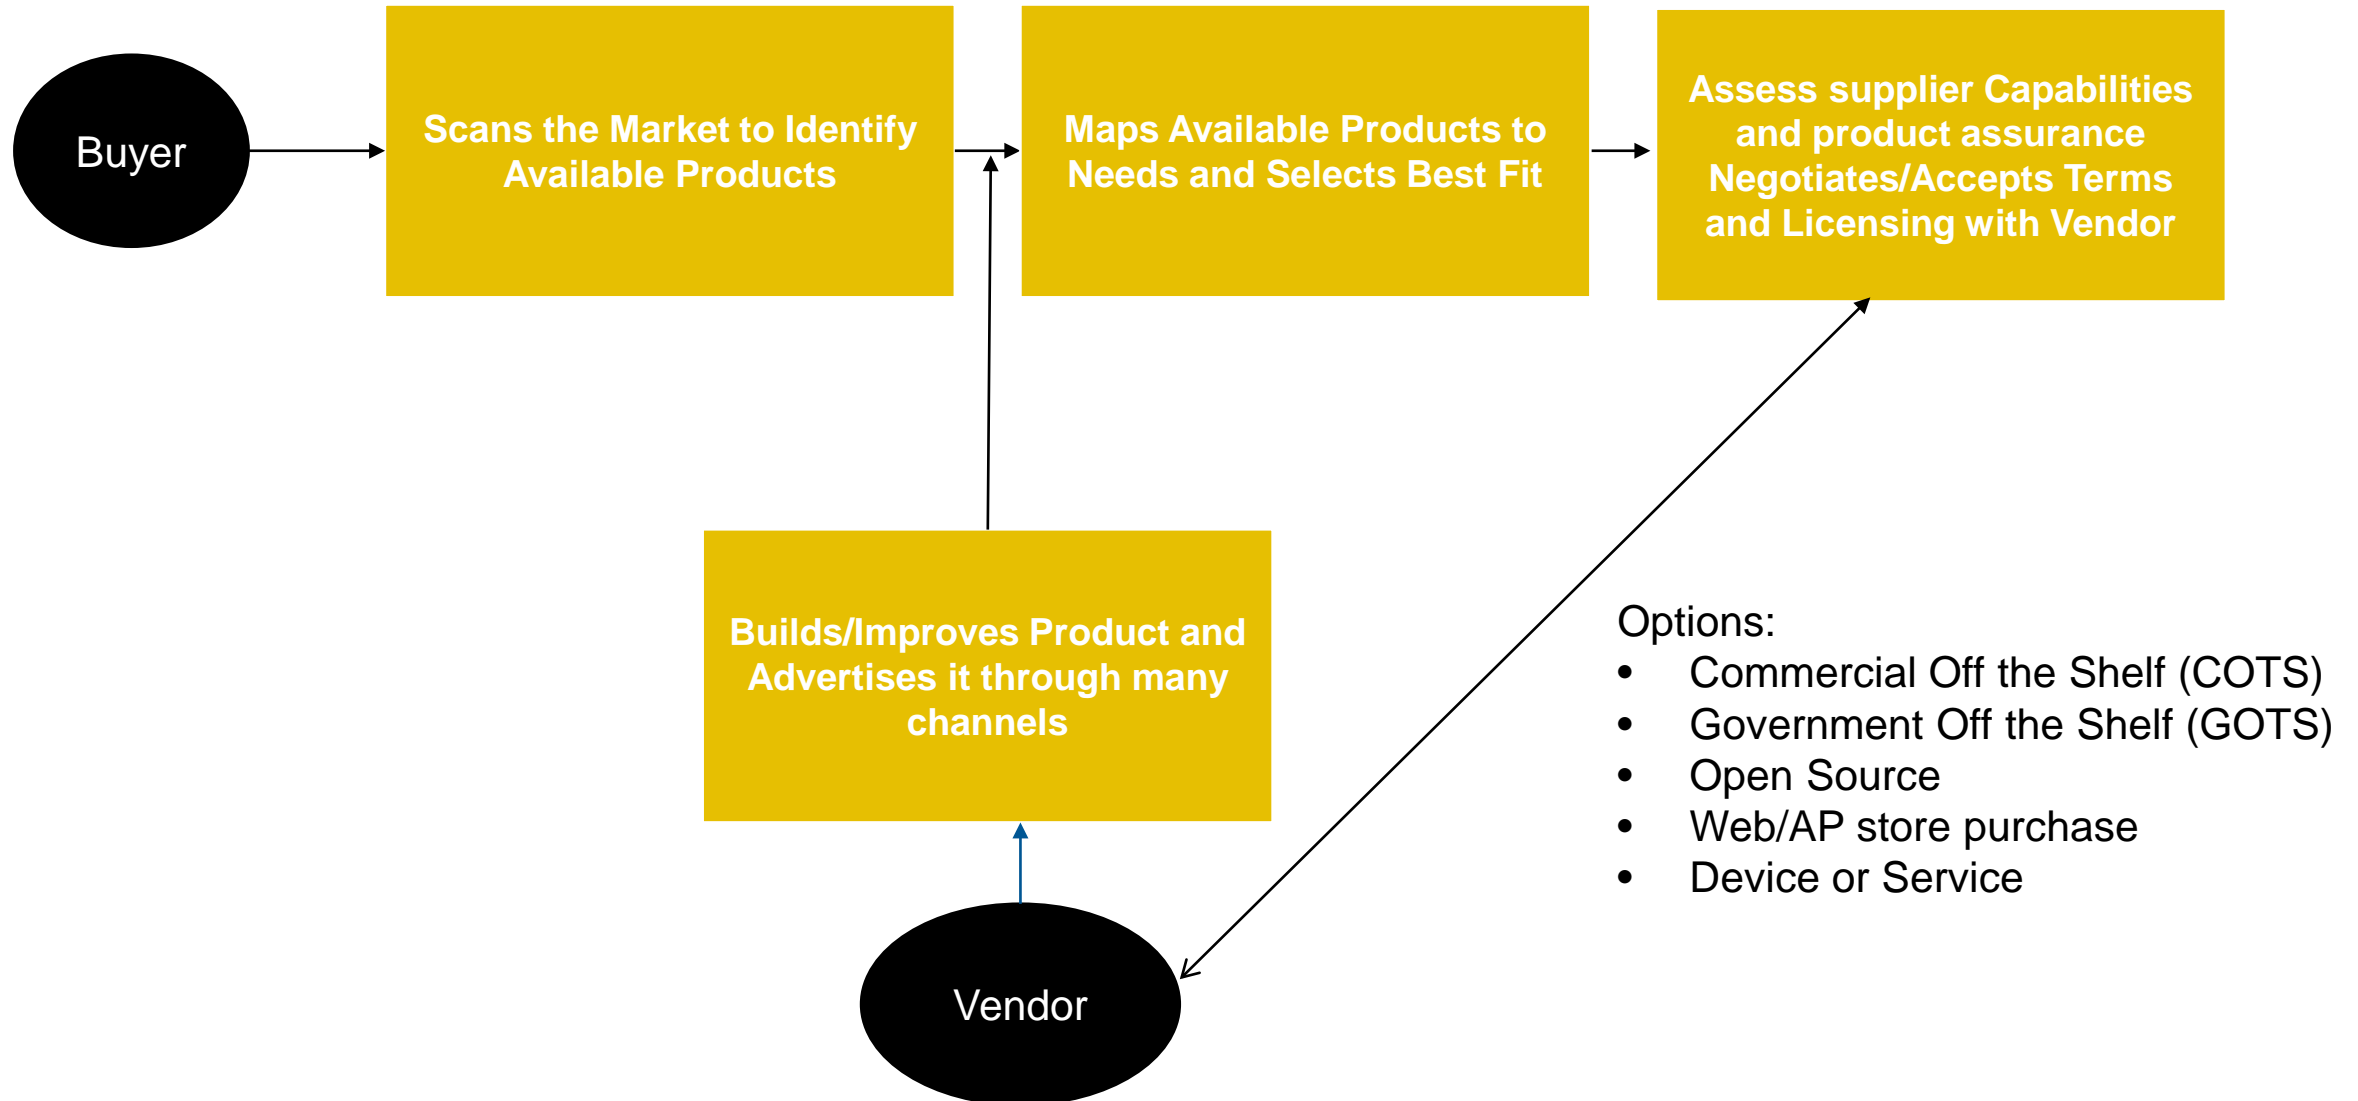 Buyer
Scans the Market to Identify
Available Products
Maps Available Products to
Needs and Selects Best Fit
Assess supplier Capabilities
and product assurance
Negotiates/Accepts Terms
and Licensing with Vendor
Builds/Improves Product and
Advertises it through many
channels
Options:
• Commercial Off the Shelf (COTS)
• Government Off the Shelf (GOTS)
• Open Source
• Web/AP store purchase
• Device or Service
Vendor